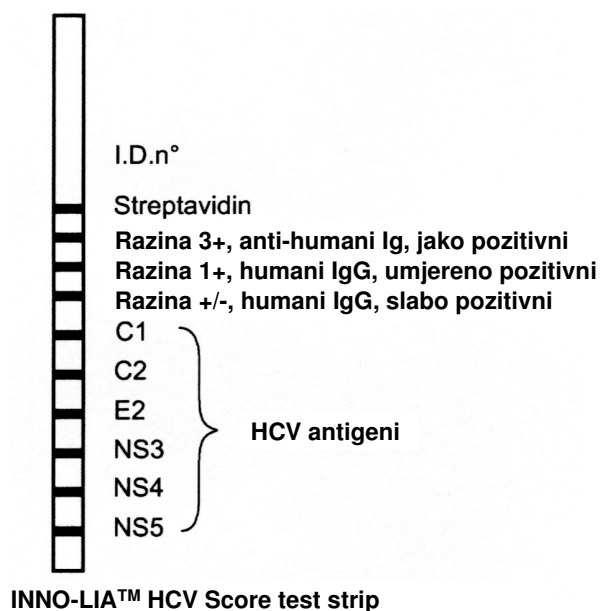 I.D.n°
Streptavidin
Razina 3+, anti-humani Ig, jako pozitivni
Razina 1+, humani IgG, umjereno pozitivni
Razina +/-, humani IgG, slabo pozitivni
C1
C2
E2
HCV antigeni
NS3
NS4
NS5
INNO-LIA™ HCV Score test strip